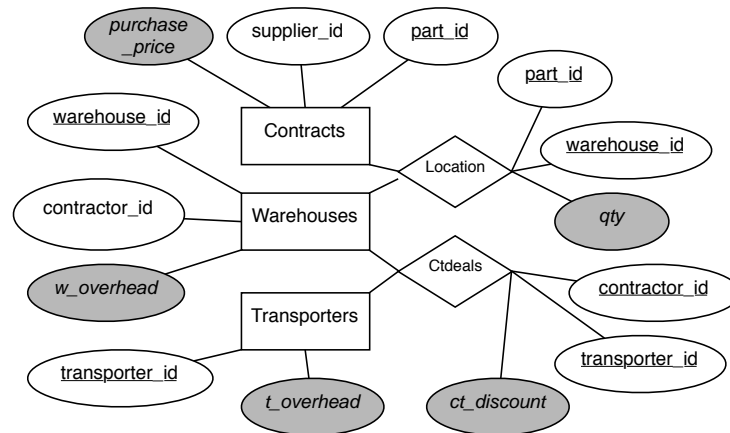 purchase
_price
supplier_id
part_id
part_id
warehouse_id
Contracts
warehouse_id
Location
contractor_id
Warehouses
qty
Ctdeals
w_overhead
contractor_id
Transporters
transporter_id
transporter_id
t_overhead
ct_discount